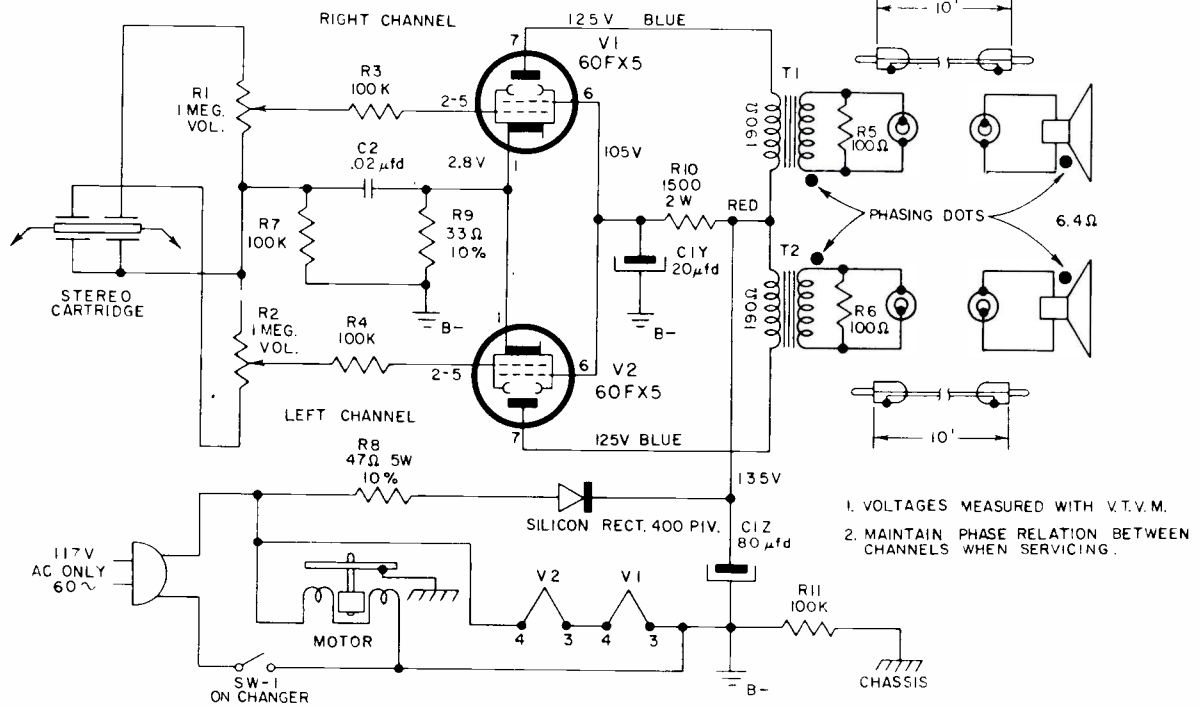 RIGHT CHANNEL
125V BLUE
10'
7
V1
60FX5
R3
100K
R1
1 MEG.
VOL.
2-5
6
T1
190Ω
R5
100Ω
C2
.02 µfd
2.8V
1
105V
R10
1500
2 W
RED
PHASING DOTS
6.4Ω
R7
100K
R9
33Ω
10%
C1Y
20µfd
T2
STEREO
CARTRIDGE
B-
B-
190Ω
R6
100Ω
R2
1 MEG.
VOL.
R4
100K
1
2-5
6
V2
60FX5
LEFT CHANNEL
7
125V BLUE
10'
R8
47Ω 5W
10%
135V
SILICON RECT. 400 PIV.
C1Z
80 µfd
1. VOLTAGES MEASURED WITH V.T.V.M.
2. MAINTAIN PHASE RELATION BETWEEN
CHANNELS WHEN SERVICING.
117V
AC ONLY
60~
V2
V1
R11
100K
MOTOR
4
3
4
3
SW-1
ON CHANGER
B-
CHASSIS